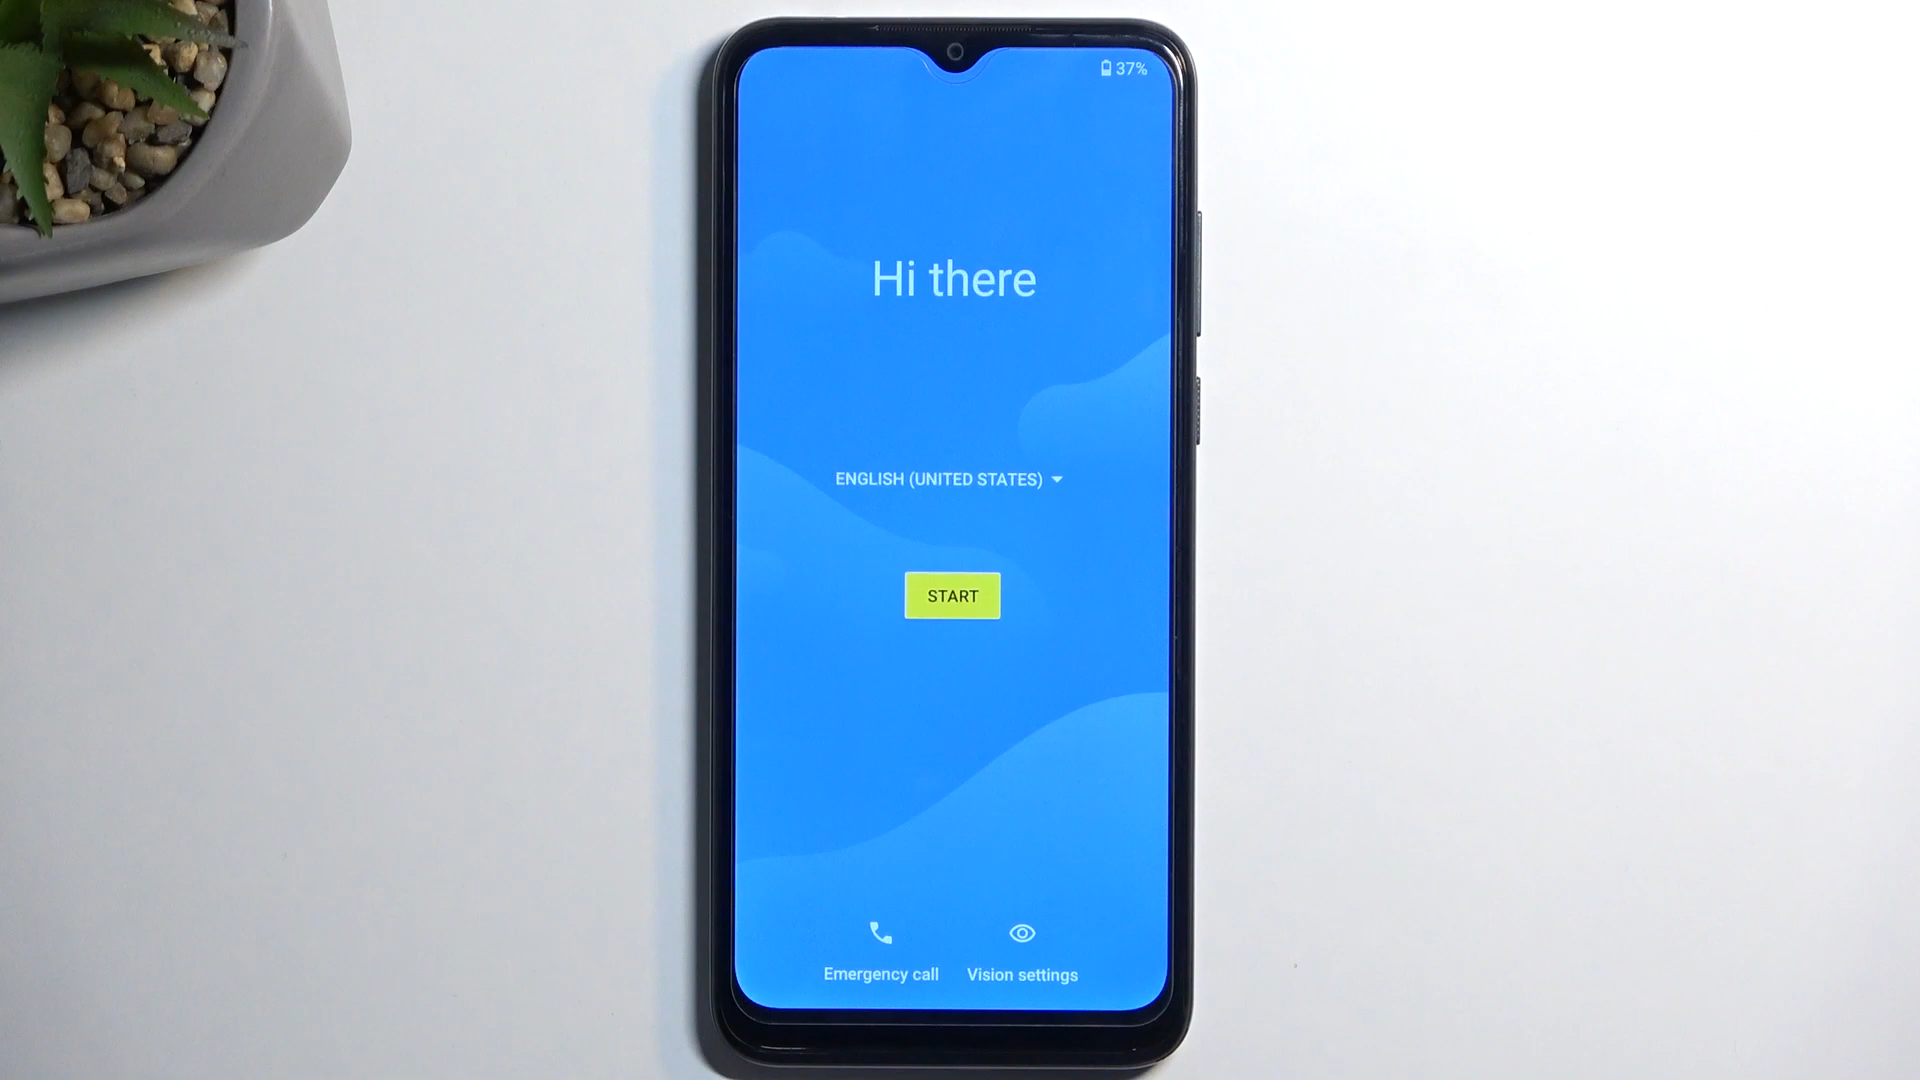 37%
Hi there
ENGLISH (UNITED STATES)
START
Emergency call
Vision settings